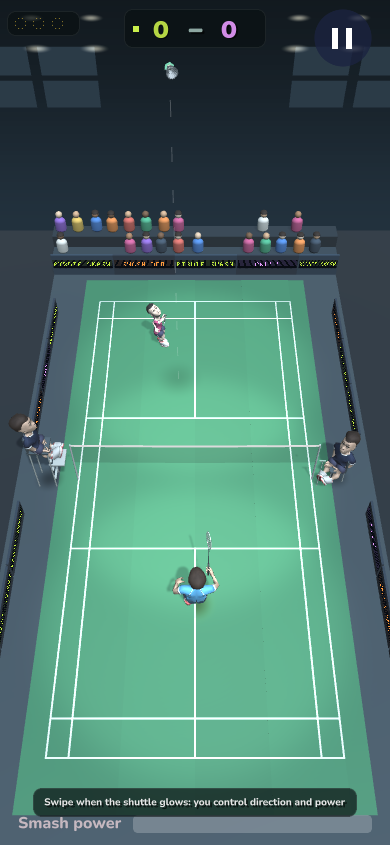 0 – 0
Swipe when the shuttle glows: you control direction and power
Smash power